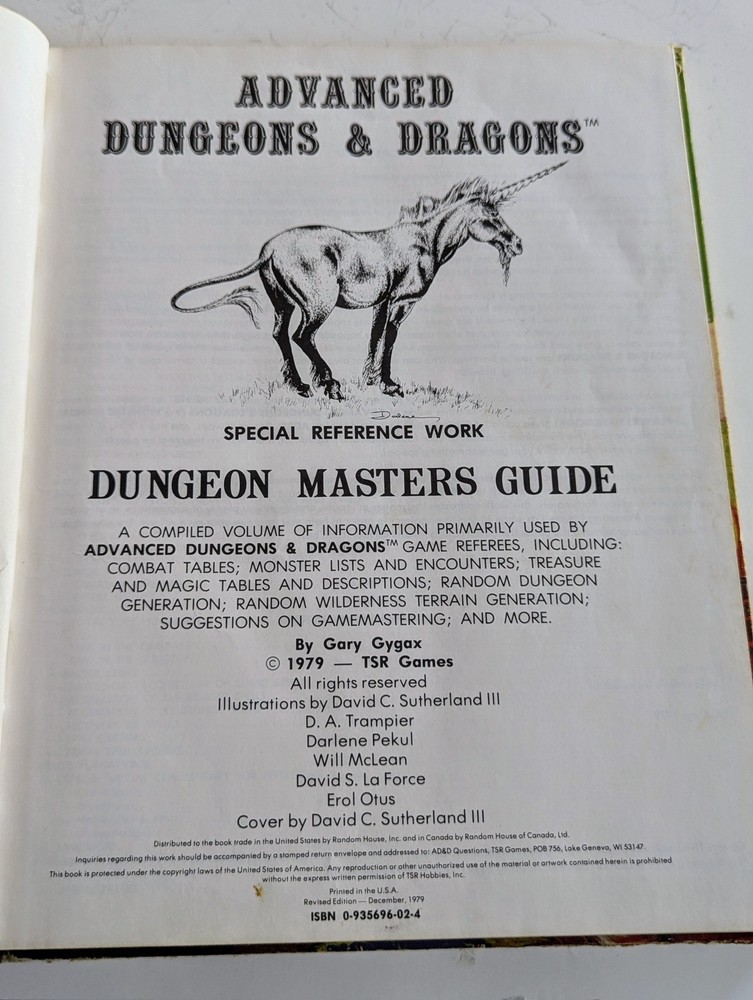 ADVANCED
DUNGEONS & DRAGONS™
Darlene
SPECIAL REFERENCE WORK
DUNGEON MASTERS GUIDE
A COMPILED VOLUME OF INFORMATION PRIMARILY USED BY
ADVANCED DUNGEONS & DRAGONS™ GAME REFEREES, INCLUDING:
COMBAT TABLES; MONSTER LISTS AND ENCOUNTERS; TREASURE
AND MAGIC TABLES AND DESCRIPTIONS; RANDOM DUNGEON
GENERATION; RANDOM WILDERNESS TERRAIN GENERATION;
SUGGESTIONS ON GAMEMASTERING; AND MORE.
By Gary Gygax
© 1979 — TSR Games
All rights reserved
Illustrations by David C. Sutherland III
D. A. Trampier
Darlene Pekul
Will McLean
David S. La Force
Erol Otus
Cover by David C. Sutherland III
Distributed to the book trade in the United States by Random House, Inc. and in Canada by Random House of Canada, Ltd.
Inquiries regarding this work should be accompanied by a stamped return envelope and addressed to: AD&D Questions, TSR Games, POB 756, Lake Geneva, WI 53147.
This book is protected under the copyright laws of the United States of America. Any reproduction or other unauthorized use of the material or artwork contained herein is prohibited
without the express written permission of TSR Hobbies, Inc.
Printed in the U.S.A.
Revised Edition — December, 1979
ISBN 0-935696-02-4